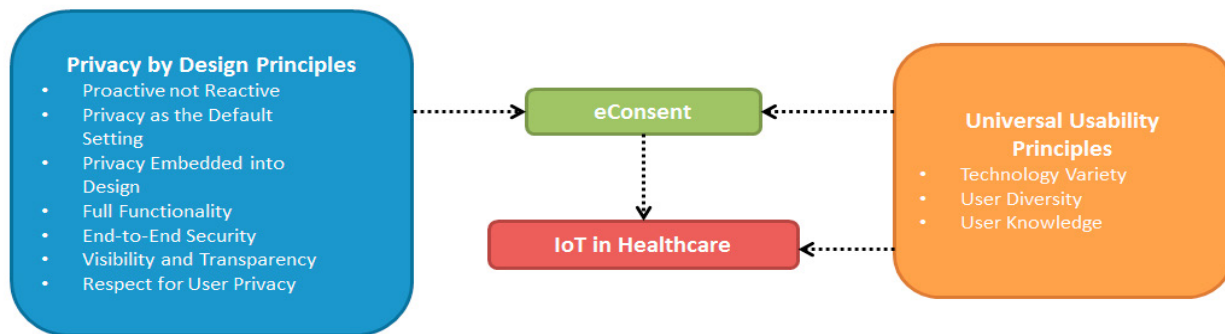 Privacy by Design Principles
• Proactive not Reactive
• Privacy as the Default
Setting
• Privacy Embedded into
Design
• Full Functionality
• End-to-End Security
• Visibility and Transparency
• Respect for User Privacy
eConsent
IoT in Healthcare
Universal Usability
Principles
• Technology Variety
• User Diversity
• User Knowledge